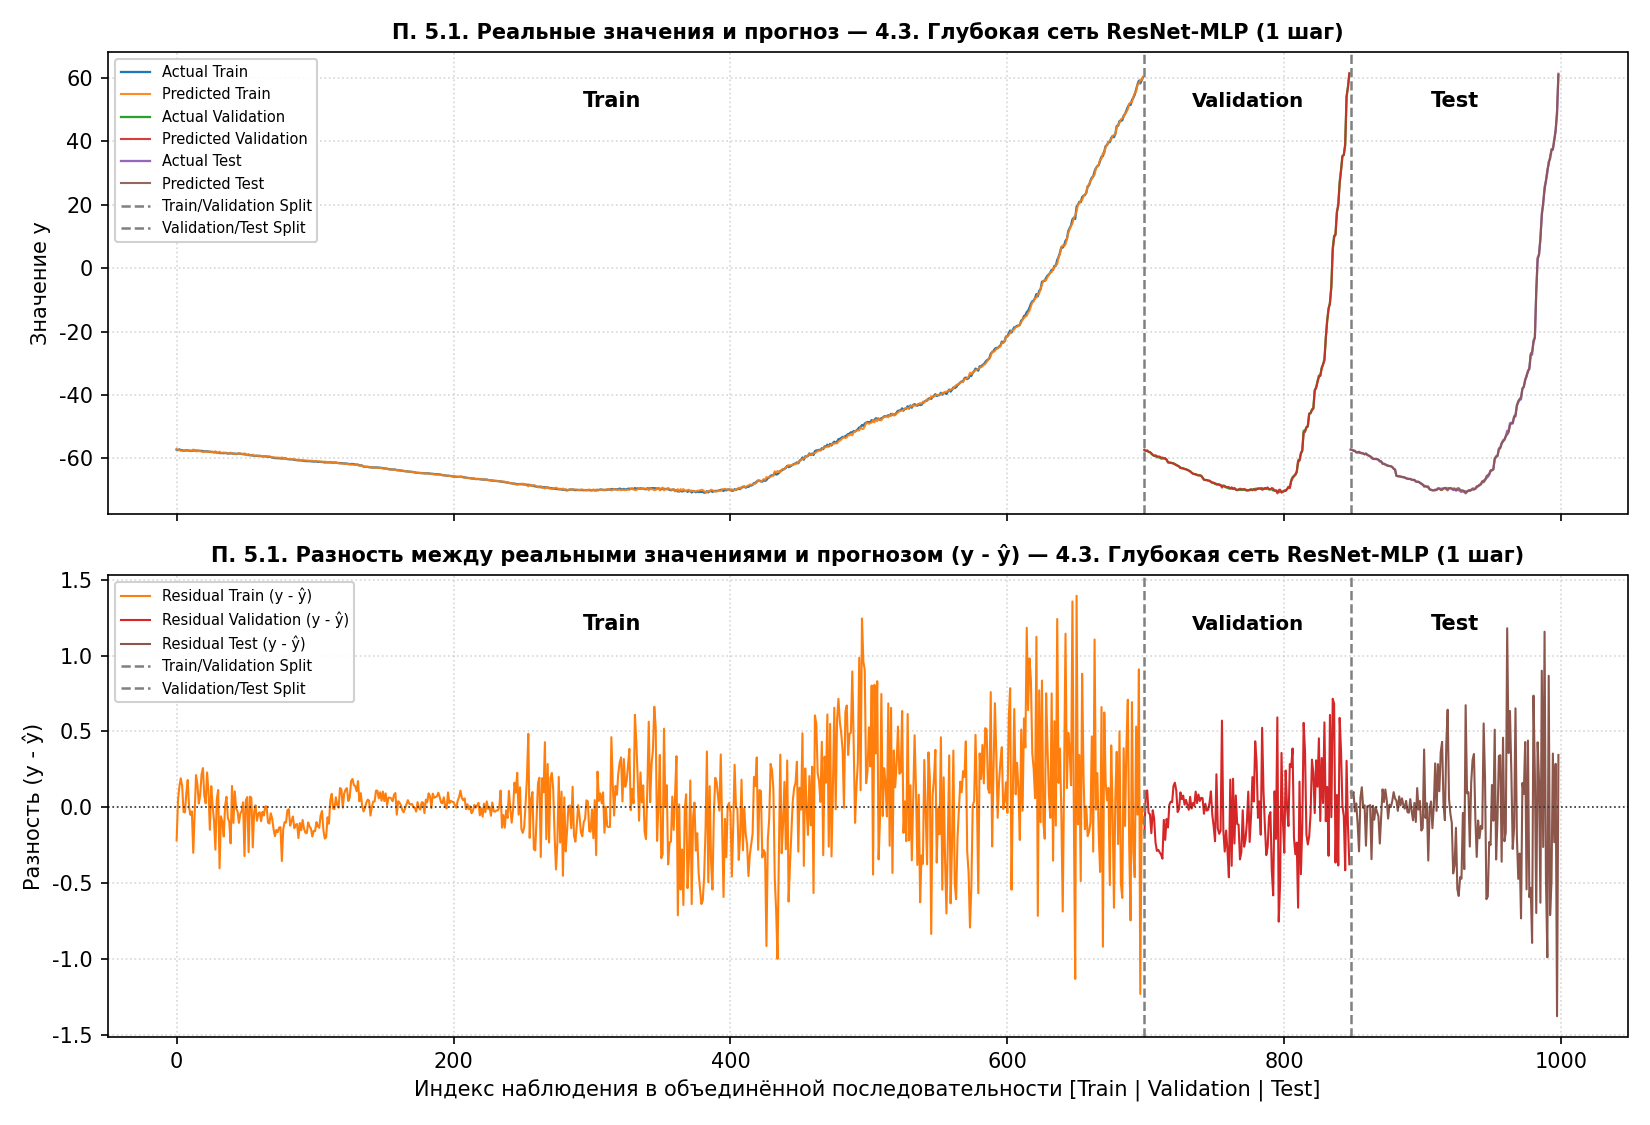 П. 5.1. Реальные значения и прогноз — 4.3. Глубокая сеть ResNet-MLP (1 шаг)
Actual Train
Predicted Train
Actual Validation
Predicted Validation
Actual Test
Predicted Test
Train/Validation Split
Validation/Test Split
Train
Validation
Test
60
40
20
0
-20
-40
-60
Значение y
П. 5.1. Разность между реальными значениями и прогнозом (y - ŷ) — 4.3. Глубокая сеть ResNet-MLP (1 шаг)
Residual Train (y - ŷ)
Residual Validation (y - ŷ)
Residual Test (y - ŷ)
Train/Validation Split
Validation/Test Split
Train
Validation
Test
1.5
1.0
0.5
0.0
-0.5
-1.0
-1.5
Разность (y - ŷ)
0 200 400 600 800 1000
Индекс наблюдения в объединённой последовательности [Train | Validation | Test]